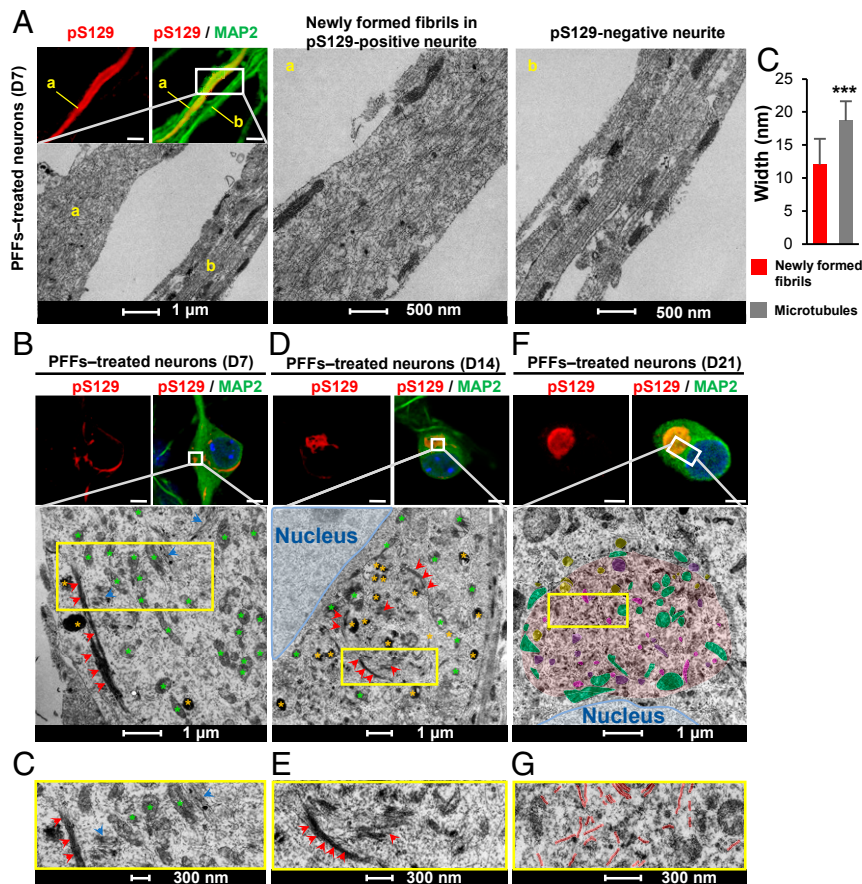 A
pS129
pS129 / MAP2
Newly formed fibrils in
pS129-positive neurite
pS129-negative neurite
PFFs–treated neurons (D7)
a
a
b
a
b
1 µm
a
500 nm
b
500 nm
C
***
Width (nm)
25
20
15
10
5
0
Newly formed
fibrils
Microtubules
B
PFFs–treated neurons (D7)
pS129
pS129 / MAP2
1 µm
D
PFFs–treated neurons (D14)
pS129
pS129 / MAP2
Nucleus
1 µm
F
PFFs–treated neurons (D21)
pS129
pS129 / MAP2
Nucleus
1 µm
C
300 nm
E
300 nm
G
300 nm